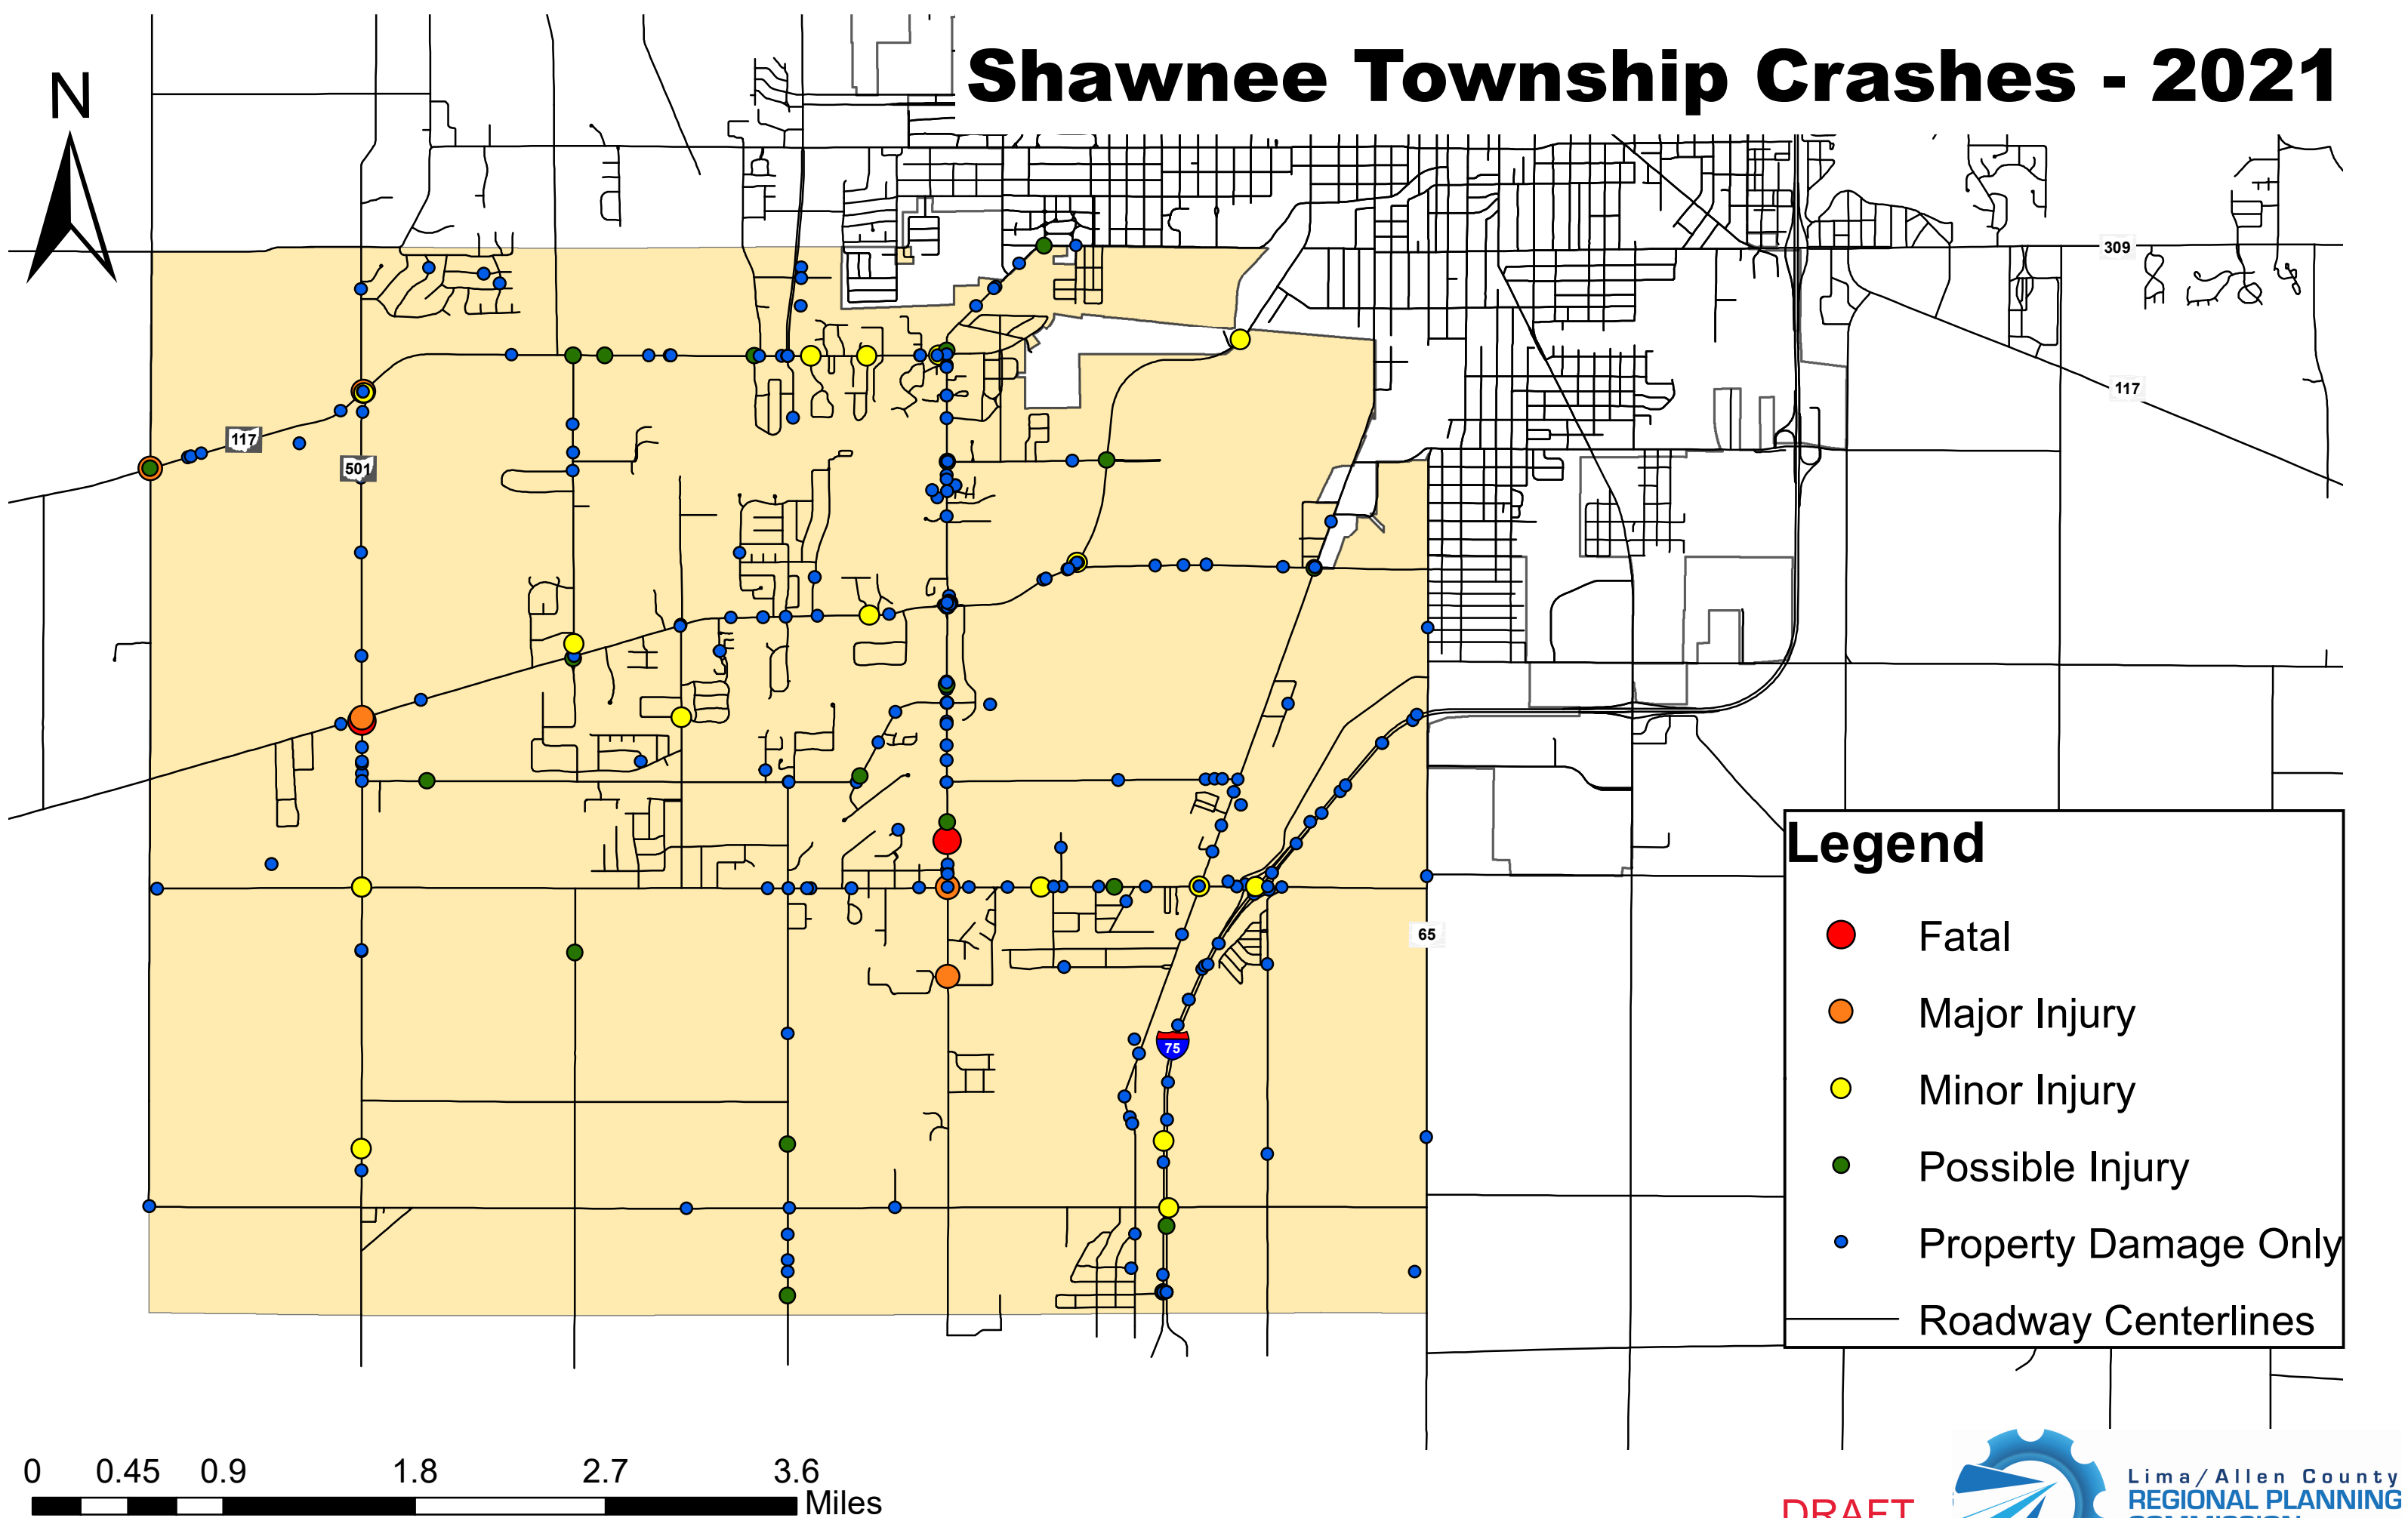 Shawnee Township Crashes - 2021
N
309
117
117
501
Legend
Fatal
65
Major Injury
75
Minor Injury
Possible Injury
Property Damage Only
Roadway Centerlines
0 0.45 0.9 1.8 2.7 3.6
Miles
Lima/Allen County
REGIONAL PLANNING
COMMISSION
DRAFT